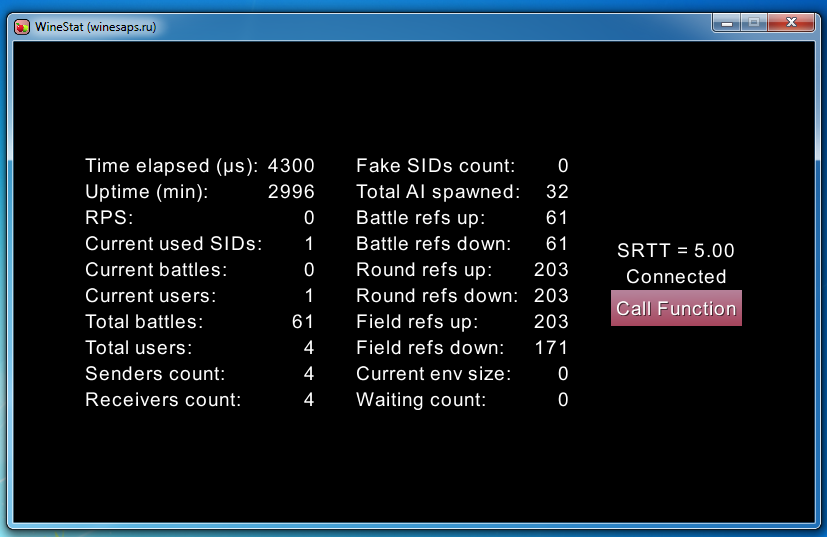 WineStat (winesaps.ru)
Time elapsed (µs): 4300
Uptime (min): 2996
RPS: 0
Current used SIDs: 1
Current battles: 0
Current users: 1
Total battles: 61
Total users: 4
Senders count: 4
Receivers count: 4
Fake SIDs count: 0
Total AI spawned: 32
Battle refs up: 61
Battle refs down: 61
Round refs up: 203
Round refs down: 203
Field refs up: 203
Field refs down: 171
Current env size: 0
Waiting count: 0
SRTT = 5.00
Connected
Call Function